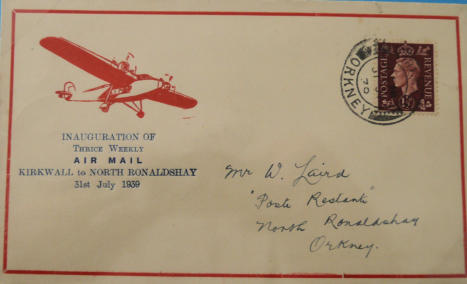 INAUGURATION OF
THRICE WEEKLY
AIR MAIL
KIRKWALL to NORTH RONALDSHAY
31st July 1939
ORKNEY
POSTAGE
REVENUE
Mr W. Laird
"Poste Restante"
North Ronaldshay
Orkney.